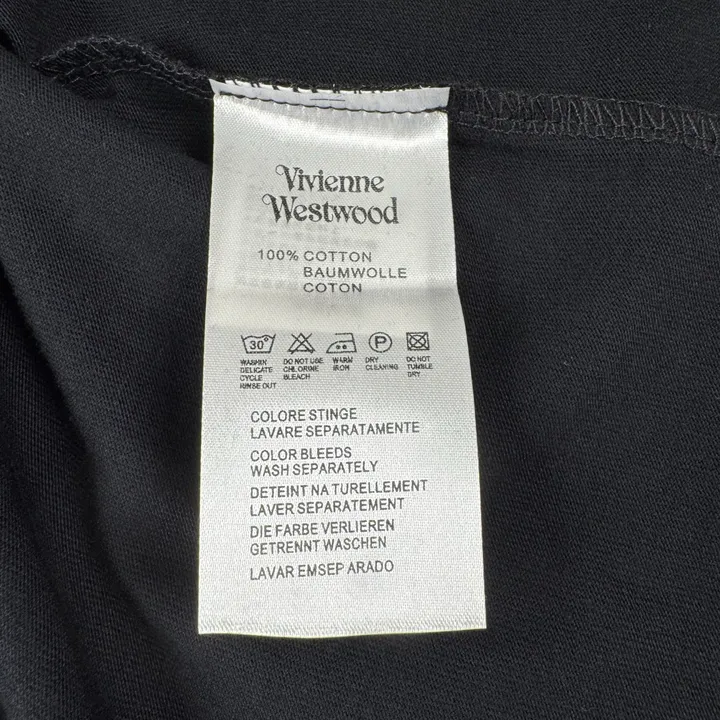 Vivienne
Westwood
100% COTTON
BAUMWOLLE
COTON
30° P
WASHIN DO NOT USE WARM DRY DO NOT
DELICATE CHLORINE IRON CLEANING TUMBLE
CYCLE BLEACH DRY
RINSE OUT
COLORE STINGE
LAVARE SEPARATAMENTE
COLOR BLEEDS
WASH SEPARATELY
DETEINT NA TURELLEMENT
LAVER SEPARATEMENT
DIE FARBE VERLIEREN
GETRENNT WASCHEN
LAVAR EMSEP ARADO